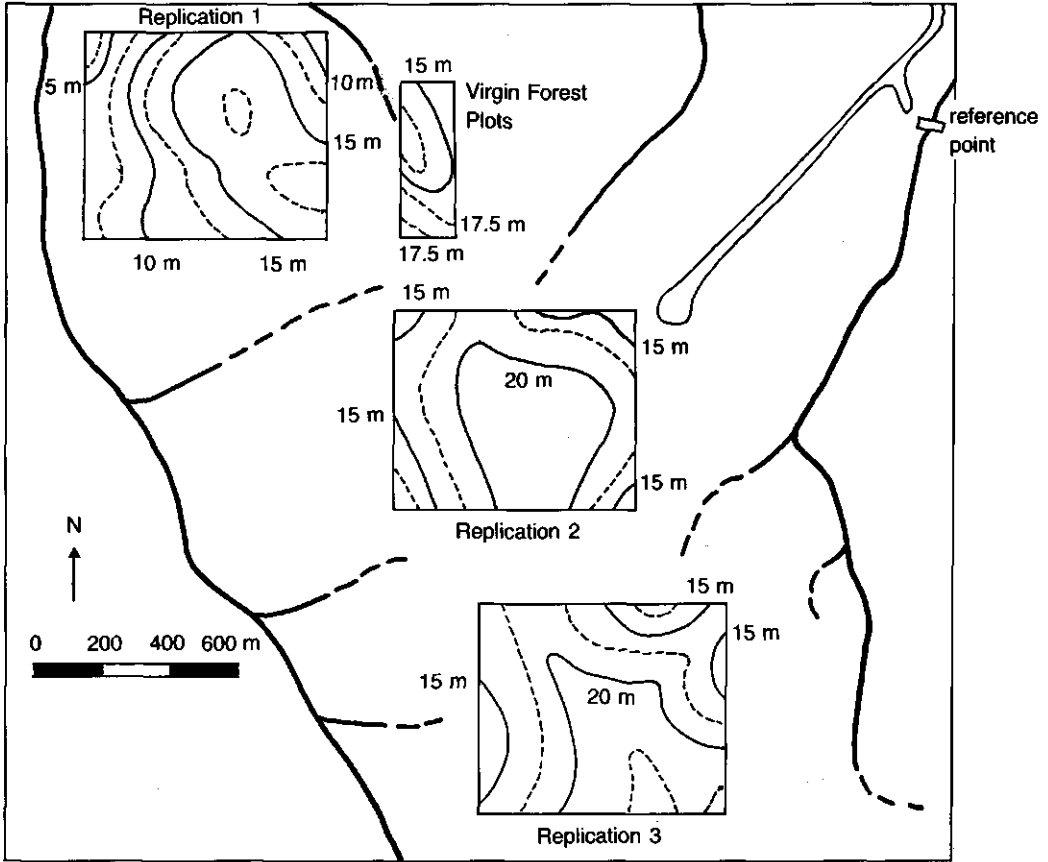 Replication 1
5 m
10 m
15 m
10 m
15 m
15 m
Virgin Forest
Plots
17.5 m
17.5 m
reference
point
15 m
15 m
20 m
15 m
15 m
Replication 2
N
0 200 400 600 m
15 m
15 m
15 m
20 m
Replication 3